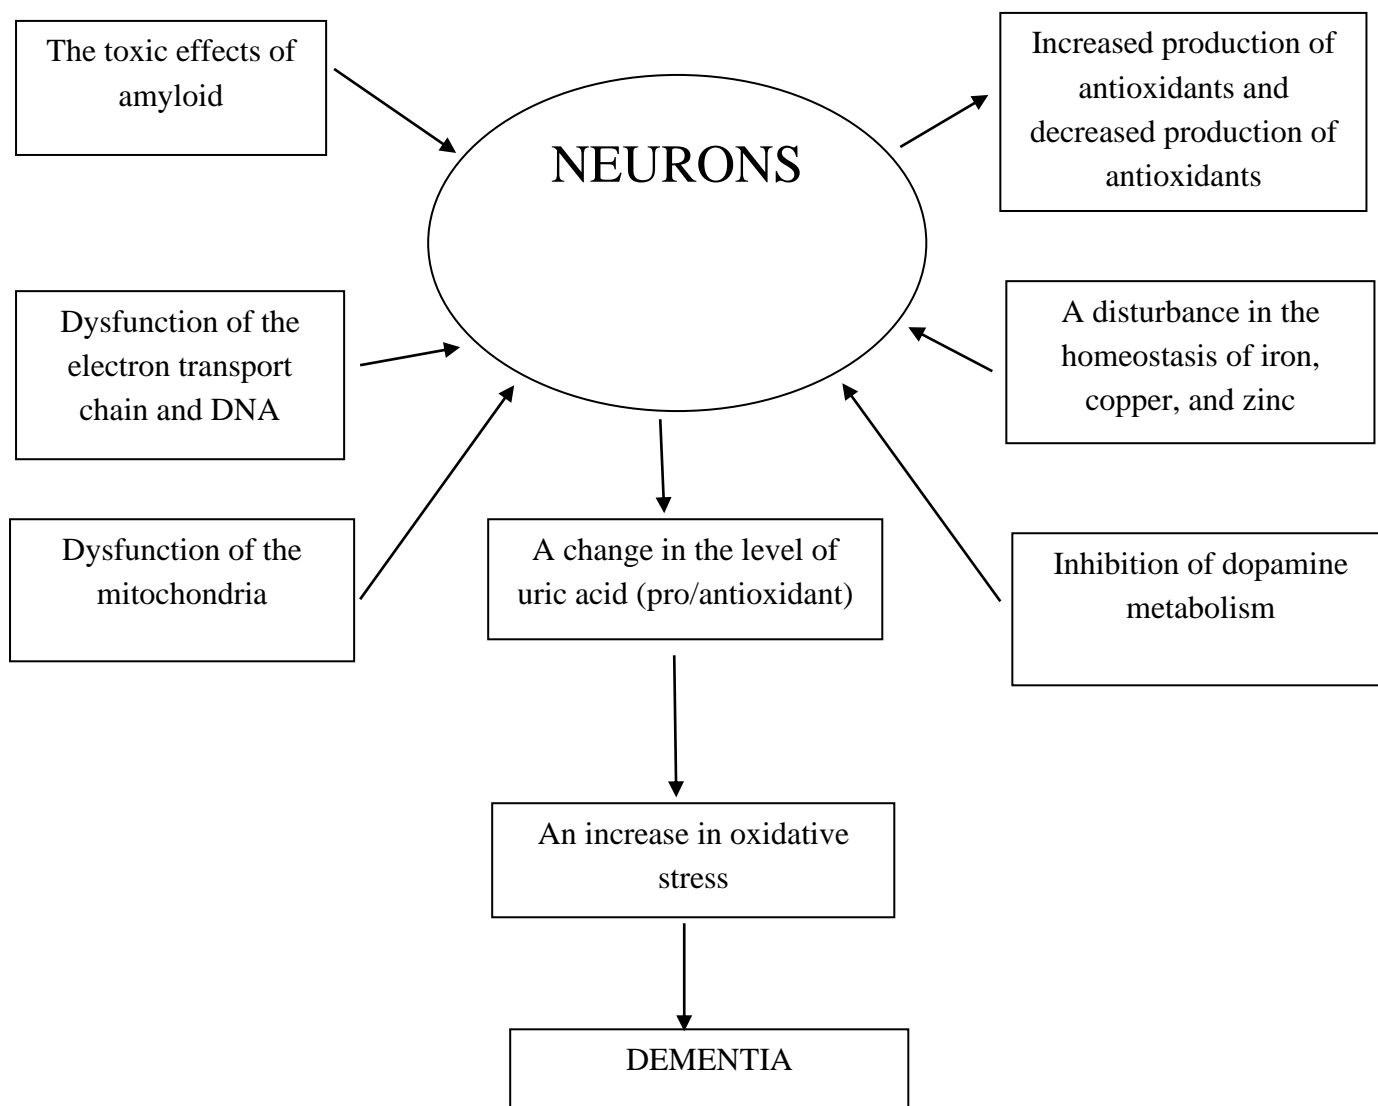 The toxic effects of
amyloid
NEURONS
Increased production of
antioxidants and
decreased production of
antioxidants
Dysfunction of the
electron transport
chain and DNA
A disturbance in the
homeostasis of iron,
copper, and zinc
Dysfunction of the
mitochondria
A change in the level of
uric acid (pro/antioxidant)
Inhibition of dopamine
metabolism
An increase in oxidative
stress
DEMENTIA